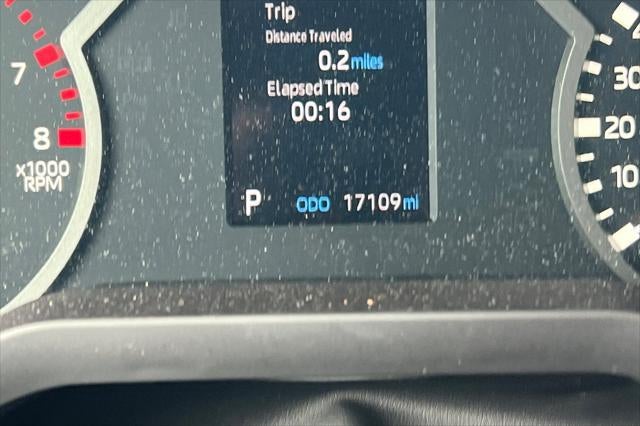 Trip
Distance Traveled
0.2 miles
Elapsed Time
00:16
P ODO 17109 mi
7
8
x1000
RPM
30
20
10